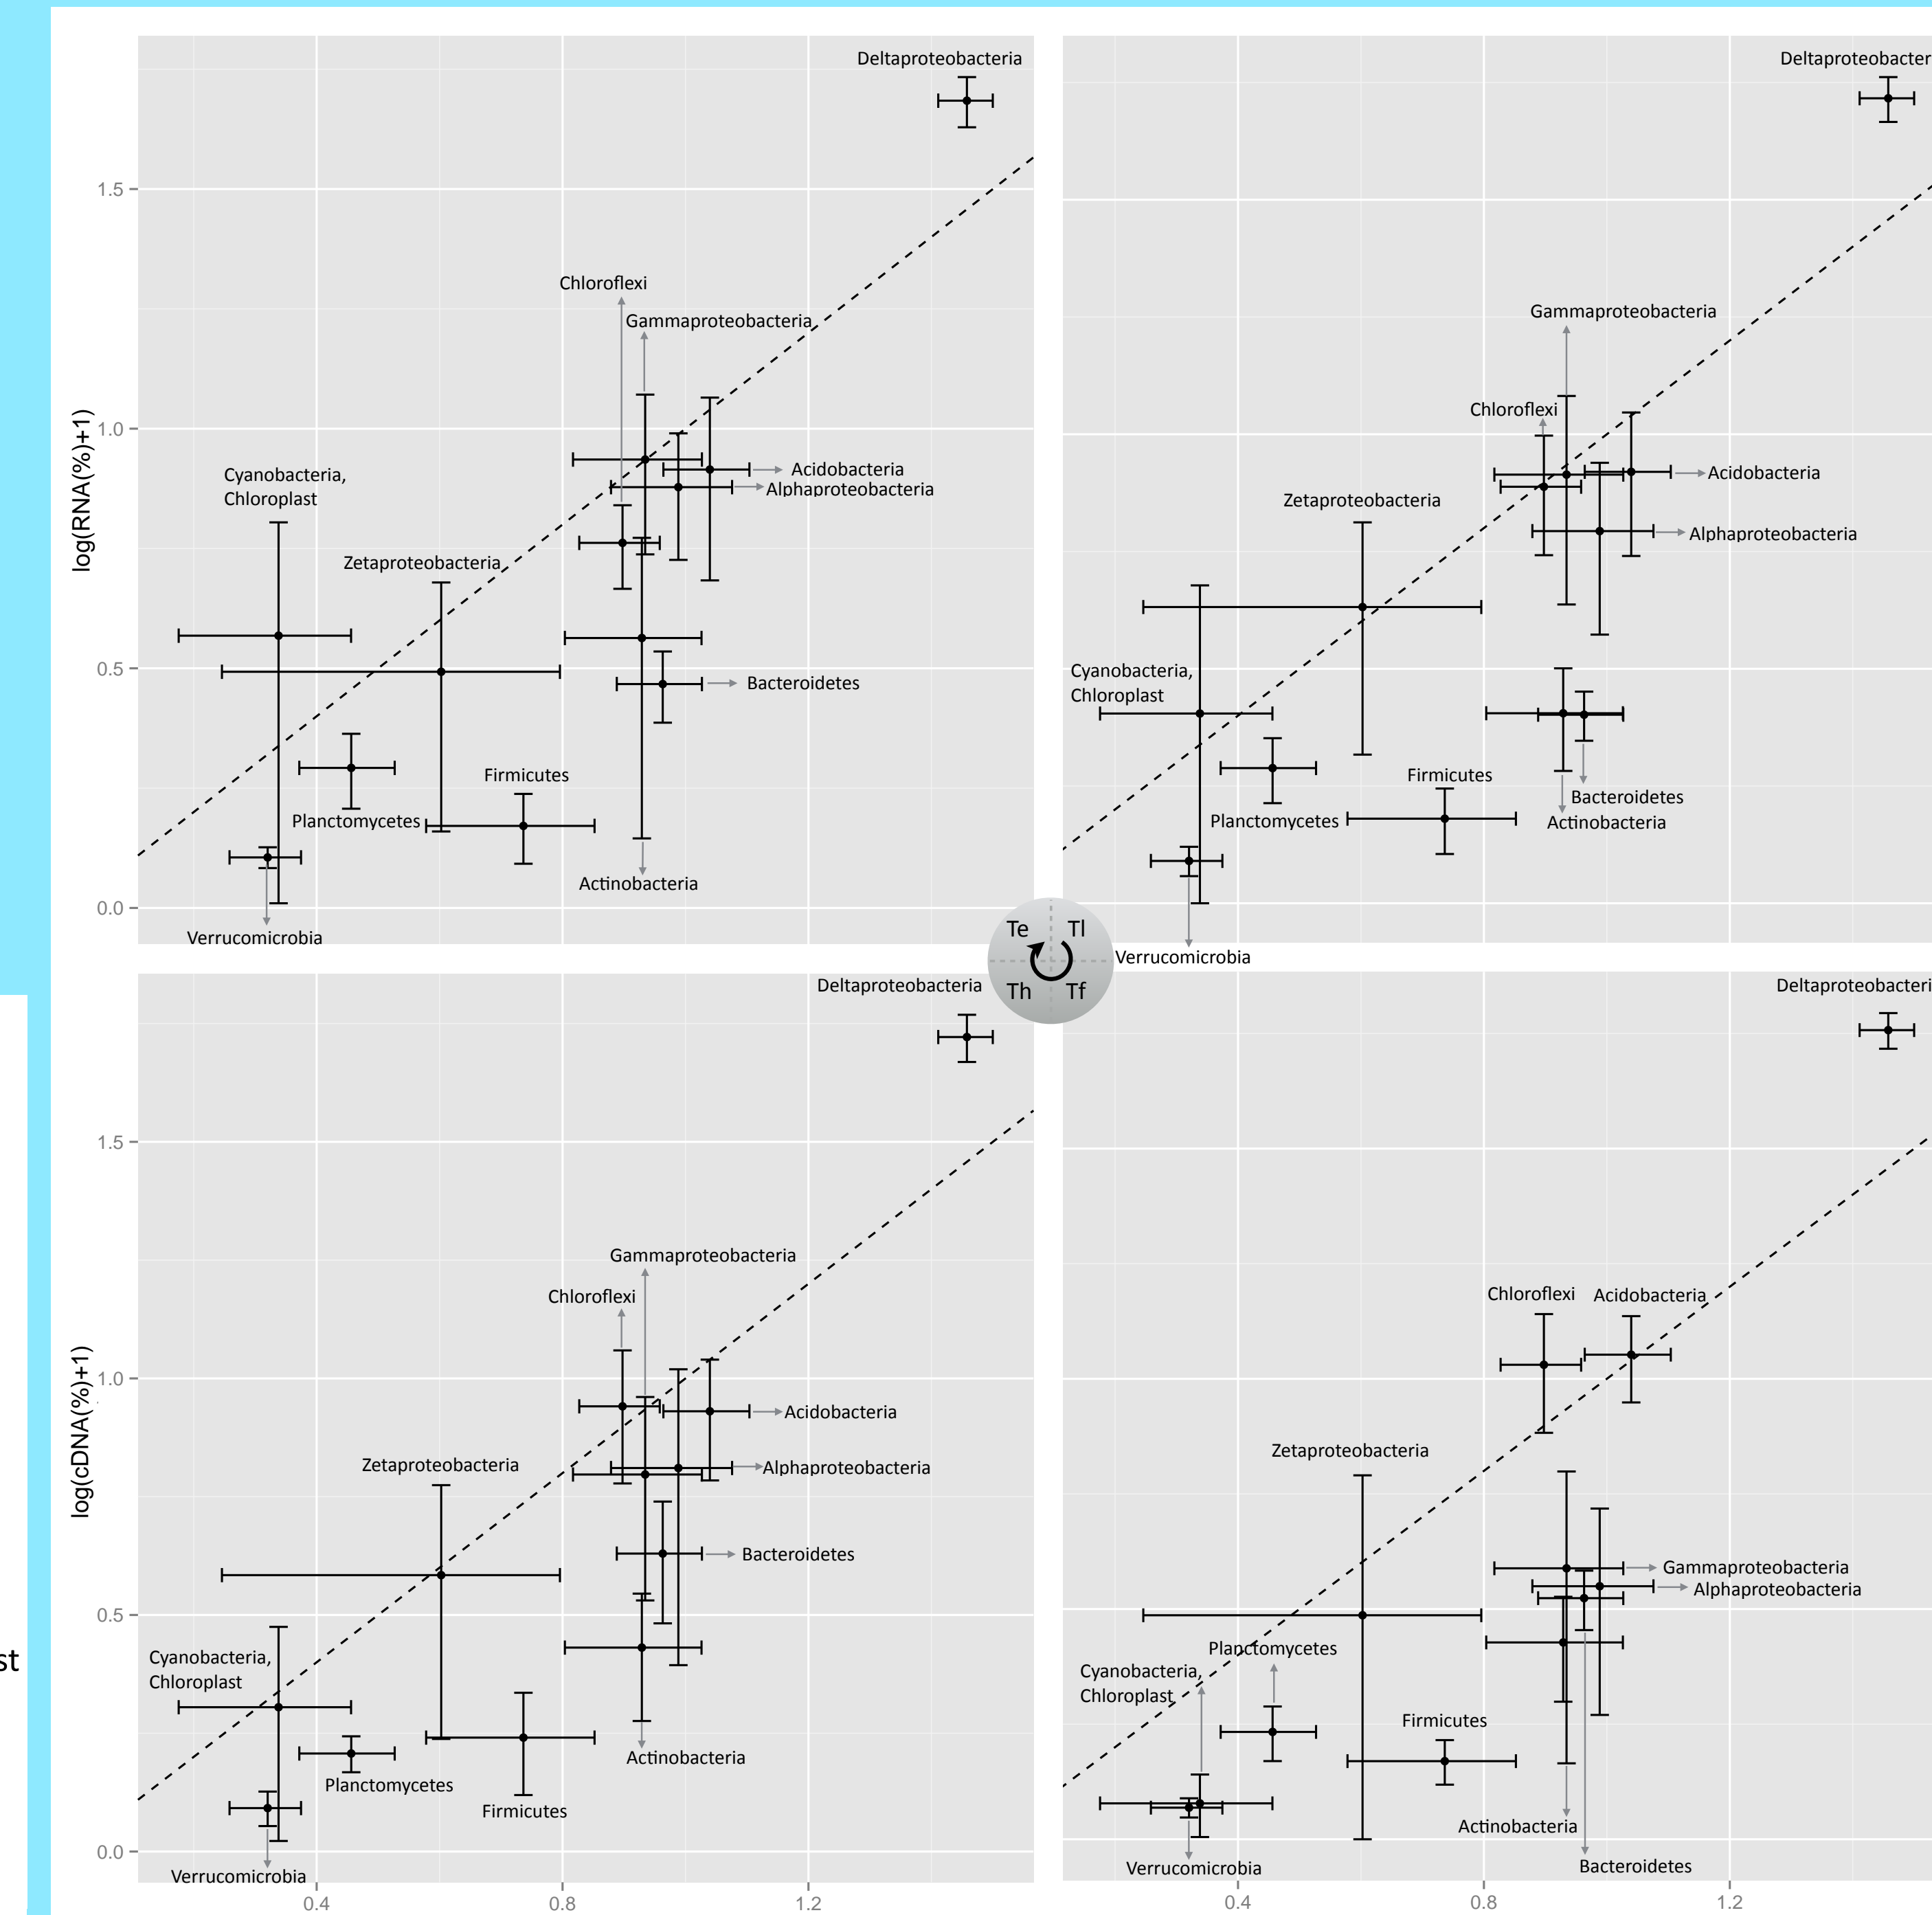 Deltaproteobacteria
1.5
Chloroflexi
Gammaproteobacteria
log(RNA(%)+1)
1.0
Cyanobacteria,
Chloroplast
Acidobacteria
Alphaproteobacteria
Zetaproteobacteria
0.5
Bacteroidetes
Firmicutes
Planctomycetes
Actinobacteria
0.0
Verrucomicrobia
Deltaproteobacter
Gammaproteobacteria
Chloroflexi
Acidobacteria
Zetaproteobacteria
Alphaproteobacteria
Cyanobacteria,
Chloroplast
Firmicutes
Planctomycetes
Bacteroidetes
Actinobacteria
Verrucomicrobia
Te Tl
Th Tf
Deltaproteobacteria
1.5
Gammaproteobacteria
Chloroflexi
log(cDNA(%)+1)
1.0
Acidobacteria
Zetaproteobacteria
Alphaproteobacteria
Bacteroidetes
0.5
Cyanobacteria,
Chloroplast
Actinobacteria
Planctomycetes
Firmicutes
0.0
Verrucomicrobia
0.4 0.8 1.2
Deltaproteobacteri
Chloroflexi Acidobacteria
Zetaproteobacteria
Gammaproteobacteria
Alphaproteobacteria
Planctomycetes
Cyanobacteria,
Chloroplast
Firmicutes
Actinobacteria
Verrucomicrobia
Bacteroidetes
0.4 0.8 1.2
st